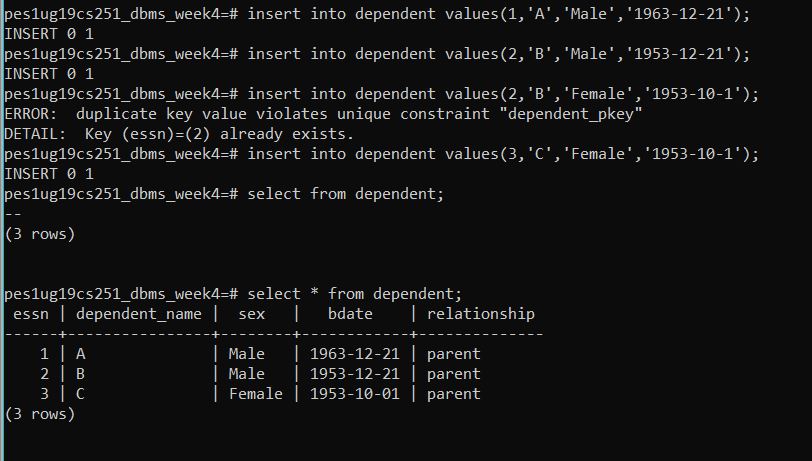 pes1ug19cs251_dbms_week4=# insert into dependent values(1,'A','Male','1963-12-21');
INSERT 0 1
pes1ug19cs251_dbms_week4=# insert into dependent values(2,'B','Male','1953-12-21');
INSERT 0 1
pes1ug19cs251_dbms_week4=# insert into dependent values(2,'B','Female','1953-10-1');
ERROR:  duplicate key value violates unique constraint "dependent_pkey"
DETAIL:  Key (essn)=(2) already exists.
pes1ug19cs251_dbms_week4=# insert into dependent values(3,'C','Female','1953-10-1');
INSERT 0 1
pes1ug19cs251_dbms_week4=# select from dependent;
--
(3 rows)
pes1ug19cs251_dbms_week4=# select * from dependent;
 essn | dependent_name |  sex   |   bdate    | relationship
------+----------------+--------+------------+--------------
    1 | A              | Male   | 1963-12-21 | parent
    2 | B              | Male   | 1953-12-21 | parent
    3 | C              | Female | 1953-10-01 | parent
(3 rows)